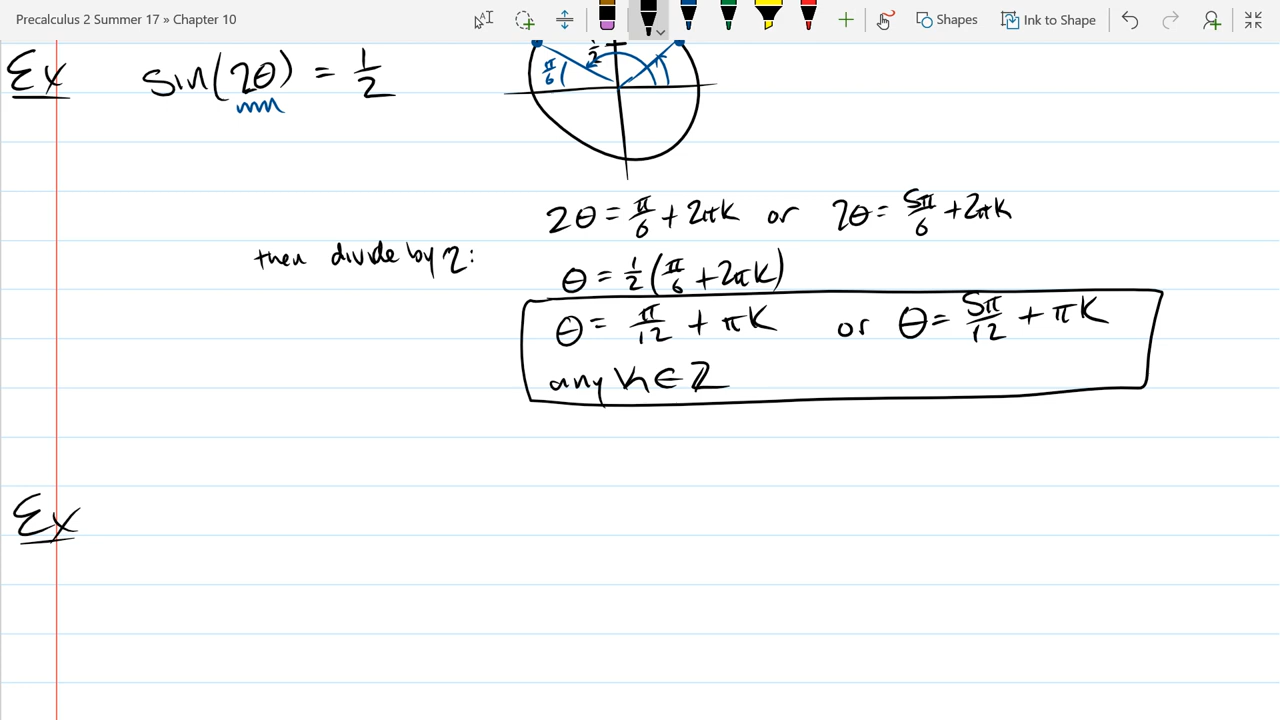 Precalculus 2 Summer 17 » Chapter 10
Shapes
Ink to Shape
Ex sin(2θ) = 1/2
1/2
π/6
2θ = π/6 + 2πk or 2θ = 5π/6 + 2πk
then divide by 2:
θ = 1/2 (π/6 + 2πk)
θ = π/12 + πk or θ = 5π/12 + πk
any k ∈ ℤ
Ex